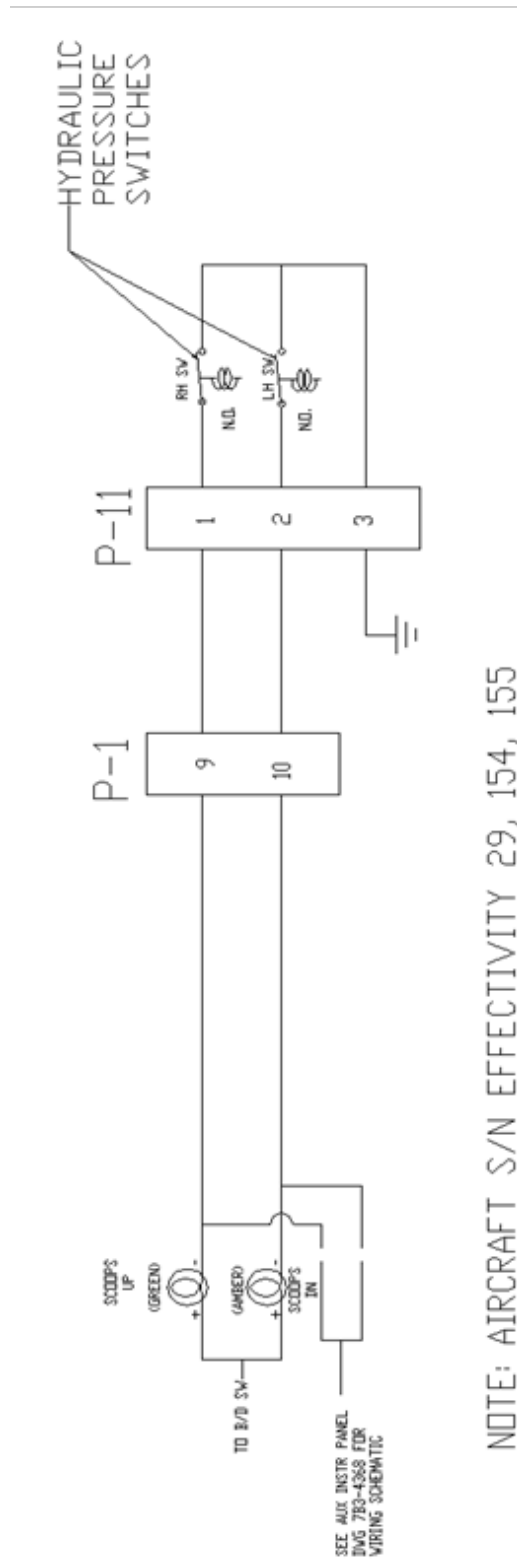 HYDRAULIC
PRESSURE
SWITCHES
P-11
P-1
RH SW
N.O.
LH SW
N.O.
1
2
3
9
10
SCOOPS
UP
(GREEN)
+ -
(AMBER)
+ -
SCOOPS
IN
TO B/D SW
SEE AUX INSTR PANEL
DWG 7B3-4368 FOR
WIRING SCHEMATIC
NOTE: AIRCRAFT S/N EFFECTIVITY 29, 154, 155